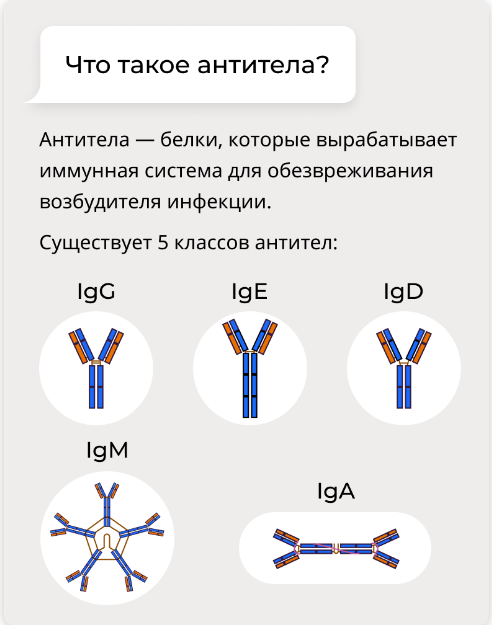 Что такое антитела?
Антитела — белки, которые вырабатывает
иммунная система для обезвреживания
возбудителя инфекции.
Существует 5 классов антител:
IgG IgE IgD
IgM
IgA